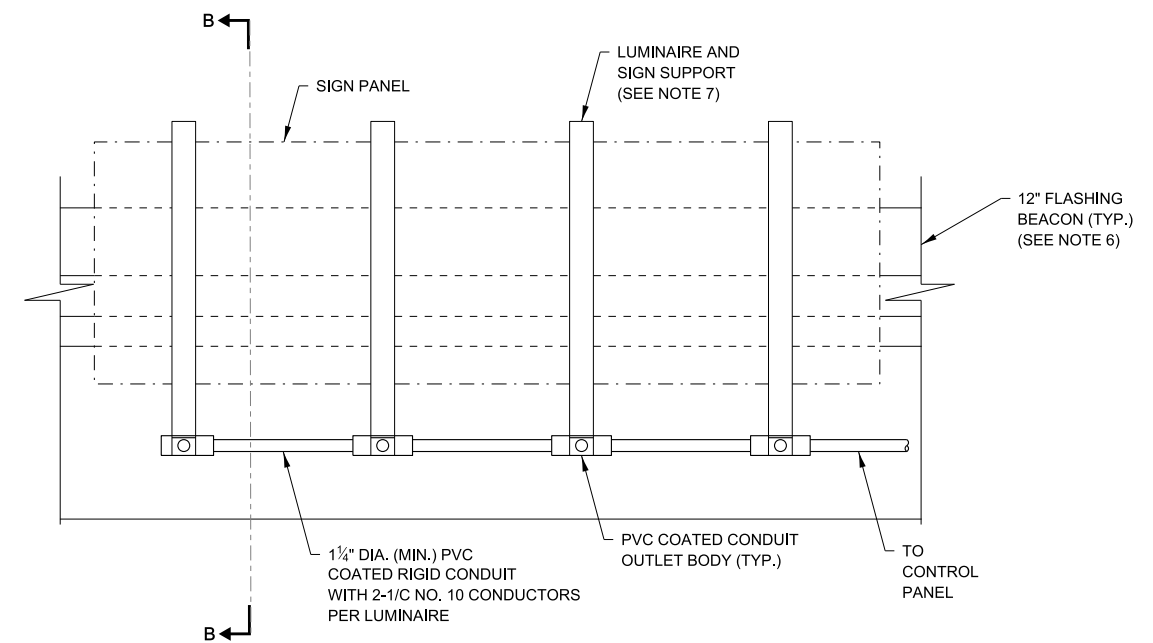 B
SIGN PANEL
LUMINAIRE AND
SIGN SUPPORT
(SEE NOTE 7)
12" FLASHING
BEACON (TYP.)
(SEE NOTE 6)
1¼" DIA. (MIN.) PVC
COATED RIGID CONDUIT
WITH 2-1/C NO. 10 CONDUCTORS
PER LUMINAIRE
PVC COATED CONDUIT
OUTLET BODY (TYP.)
TO
CONTROL
PANEL
B